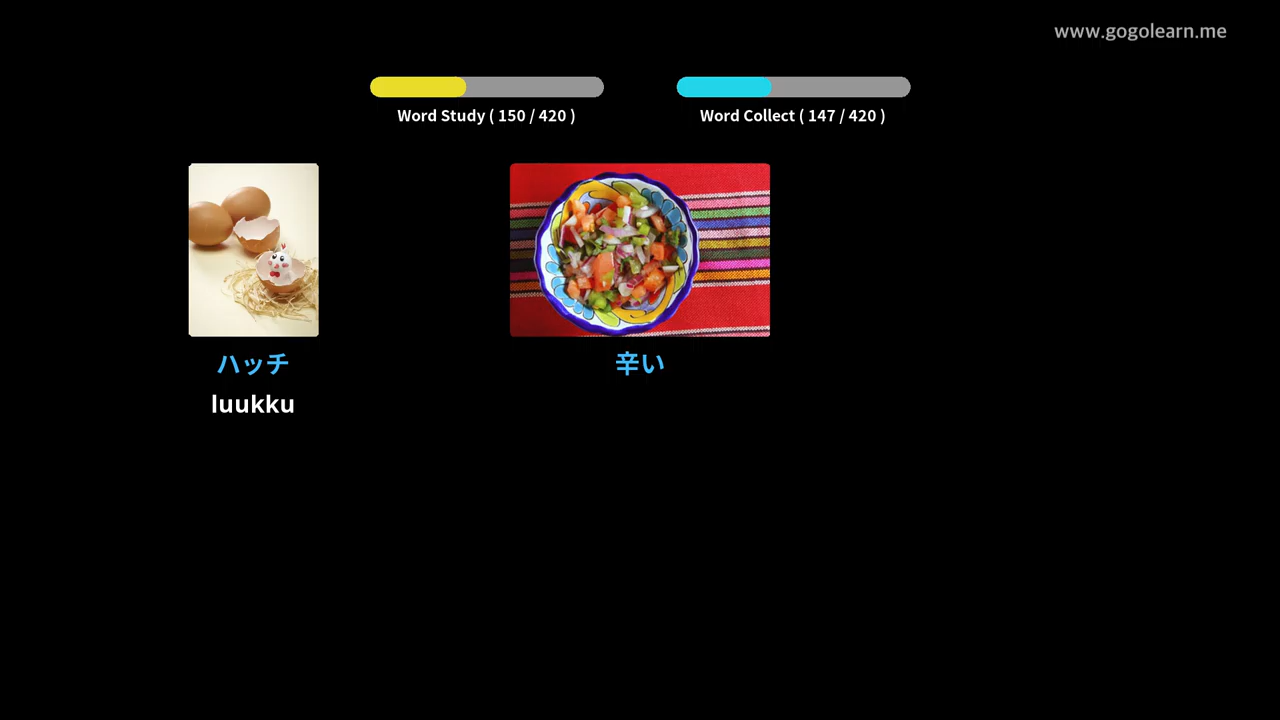 www.gogolearn.me
Word Study ( 150 / 420 )
Word Collect ( 147 / 420 )
ハッチ
辛い
luukku